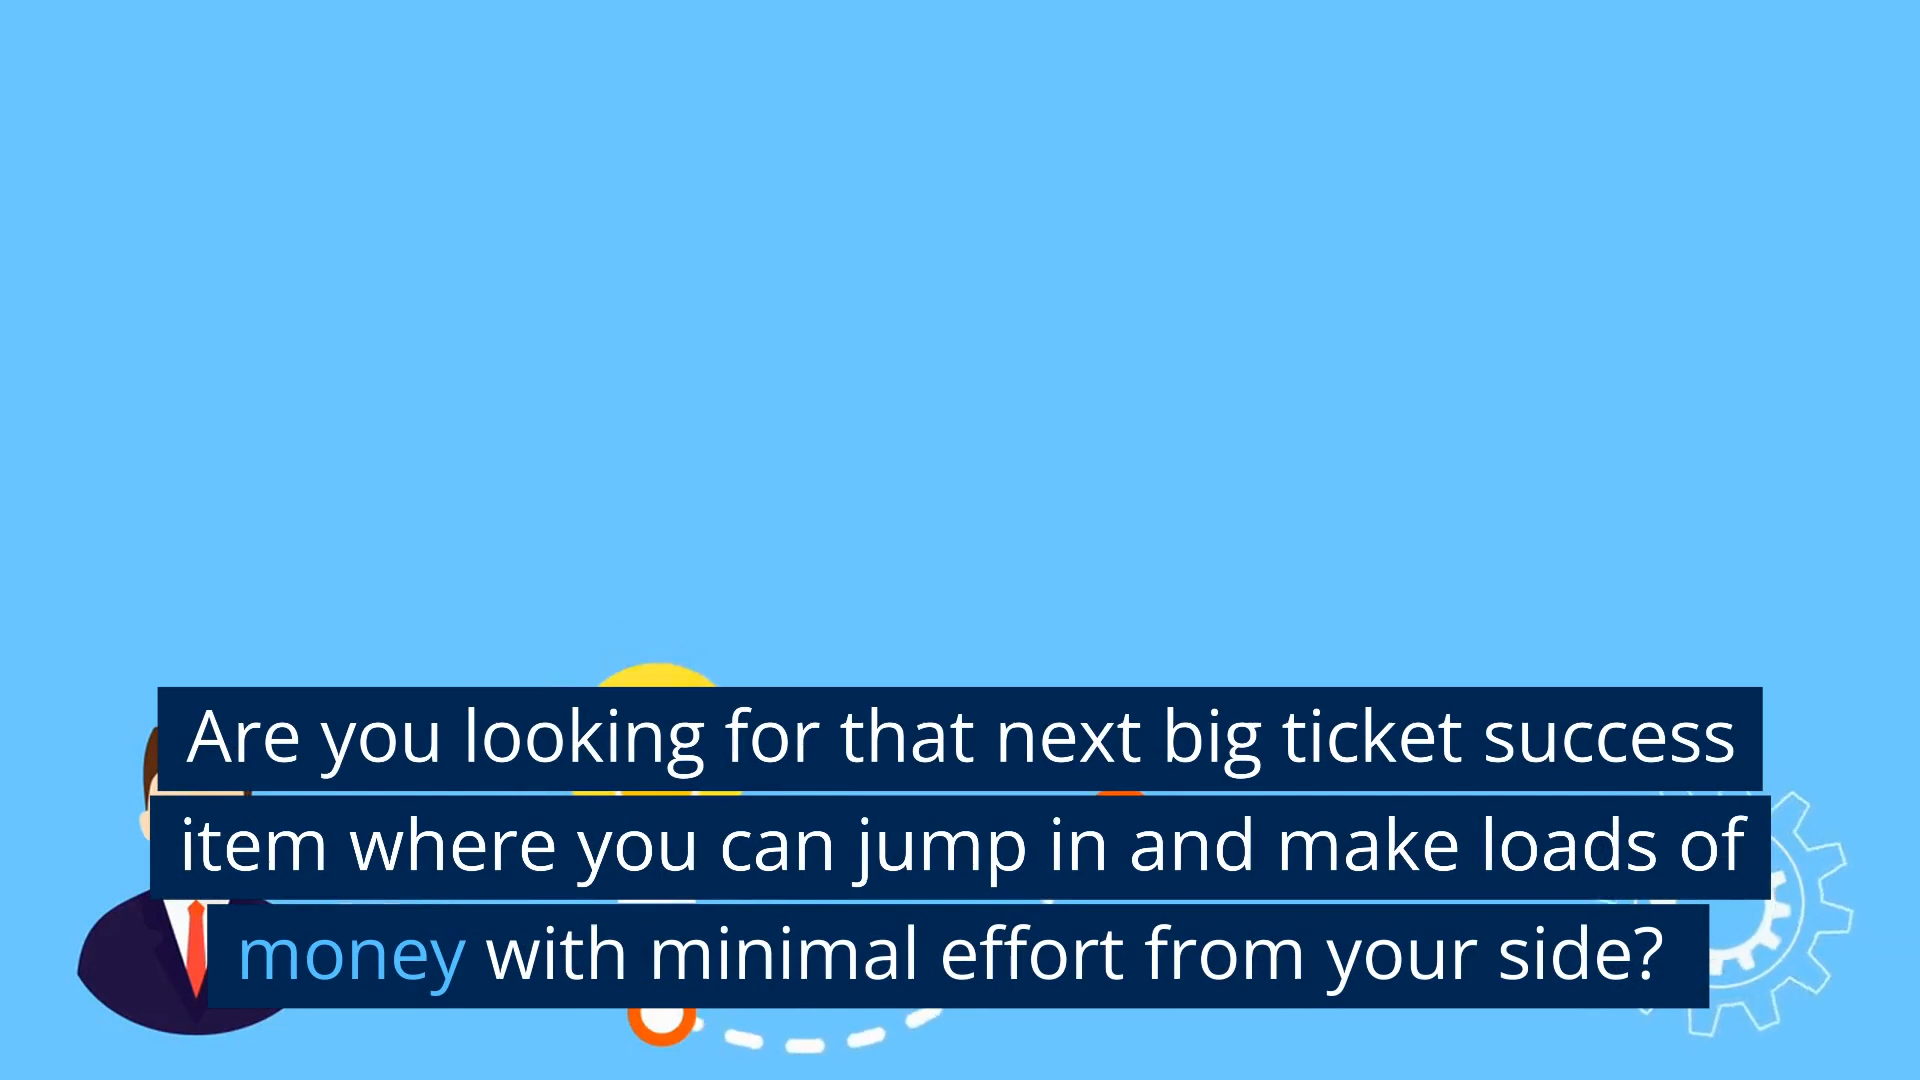 Are you looking for that next big ticket success
item where you can jump in and make loads of
money with minimal effort from your side?